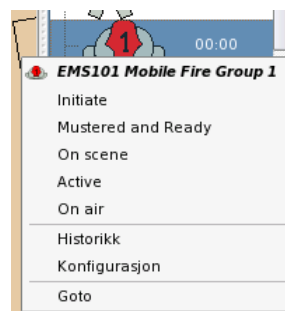 1
00:00
EMS101 Mobile Fire Group 1
Initiate
Mustered and Ready
On scene
Active
On air
Historikk
Konfigurasjon
Goto